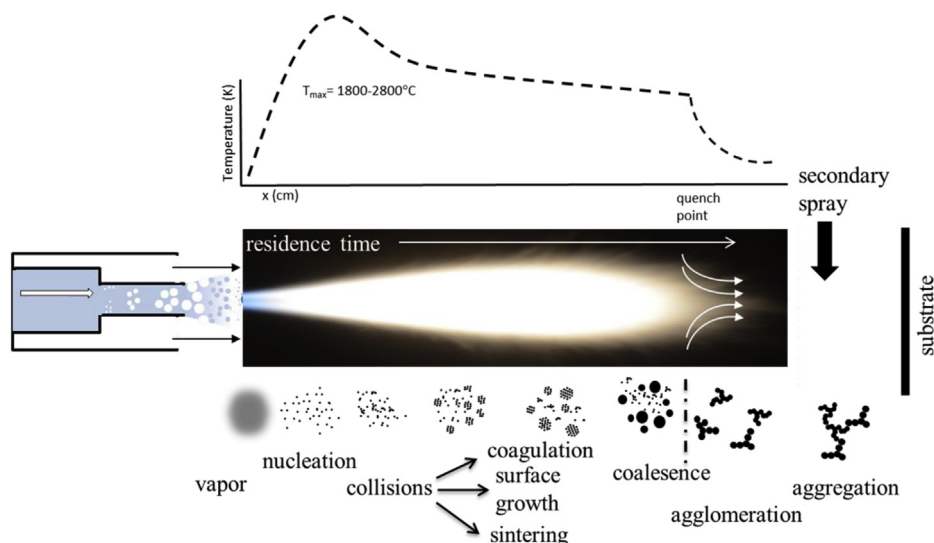 Temperature (K)
Tmax= 1800-2800°C
x (cm)
quench
point
secondary
spray
residence time
substrate
vapor
nucleation
collisions
coagulation
surface
growth
sintering
coalesence
agglomeration
aggregation